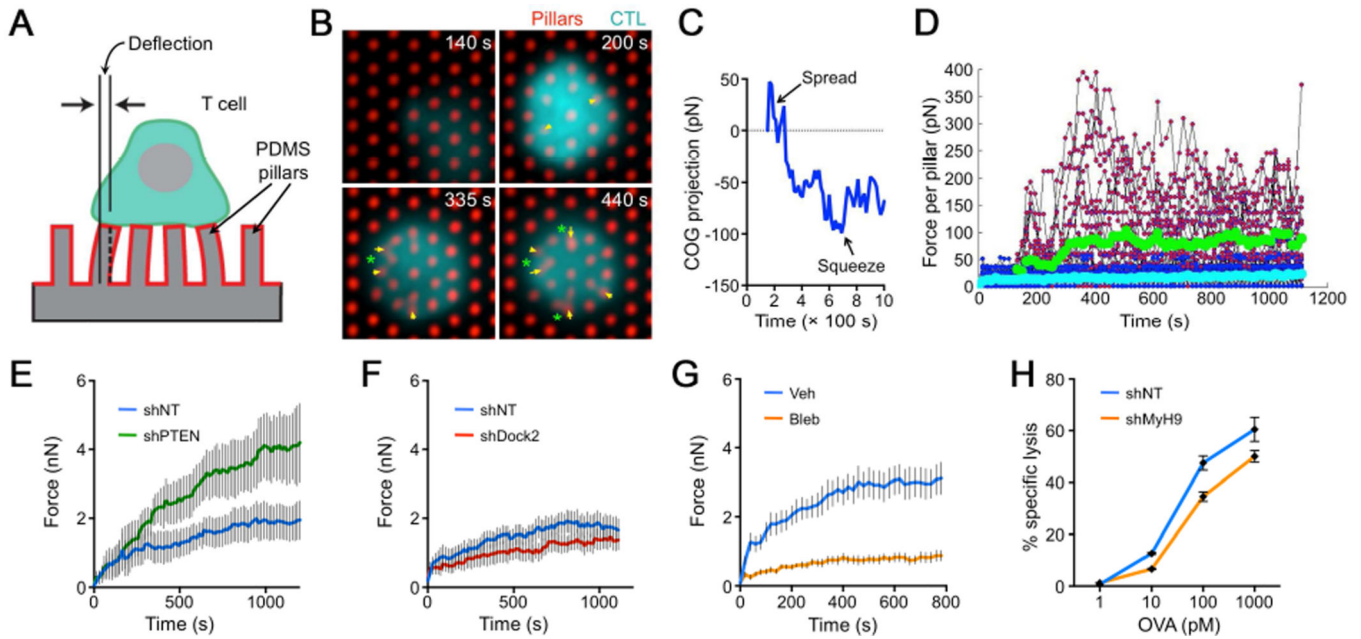 A
Deflection
T cell
PDMS
pillars
B
Pillars CTL
140 s
200 s
335 s
440 s
*
*
*
*
C
COG projection (pN)
50
0
-50
-100
-150
Spread
Squeeze
0 2 4 6 8 10
Time (× 100 s)
D
Force per pillar (pN)
400
350
300
250
200
150
100
50
0
0 200 400 600 800 1000 1200
Time (s)
E
Force (nN)
6
4
2
0
shNT
shPTEN
0 500 1000
Time (s)
F
Force (nN)
6
4
2
0
shNT
shDock2
0 500 1000
Time (s)
G
Force (nN)
6
4
2
0
Veh
Bleb
0 200 400 600 800
Time (s)
H
% specific lysis
80
60
40
20
0
shNT
shMyH9
1 10 100 1000
OVA (pM)